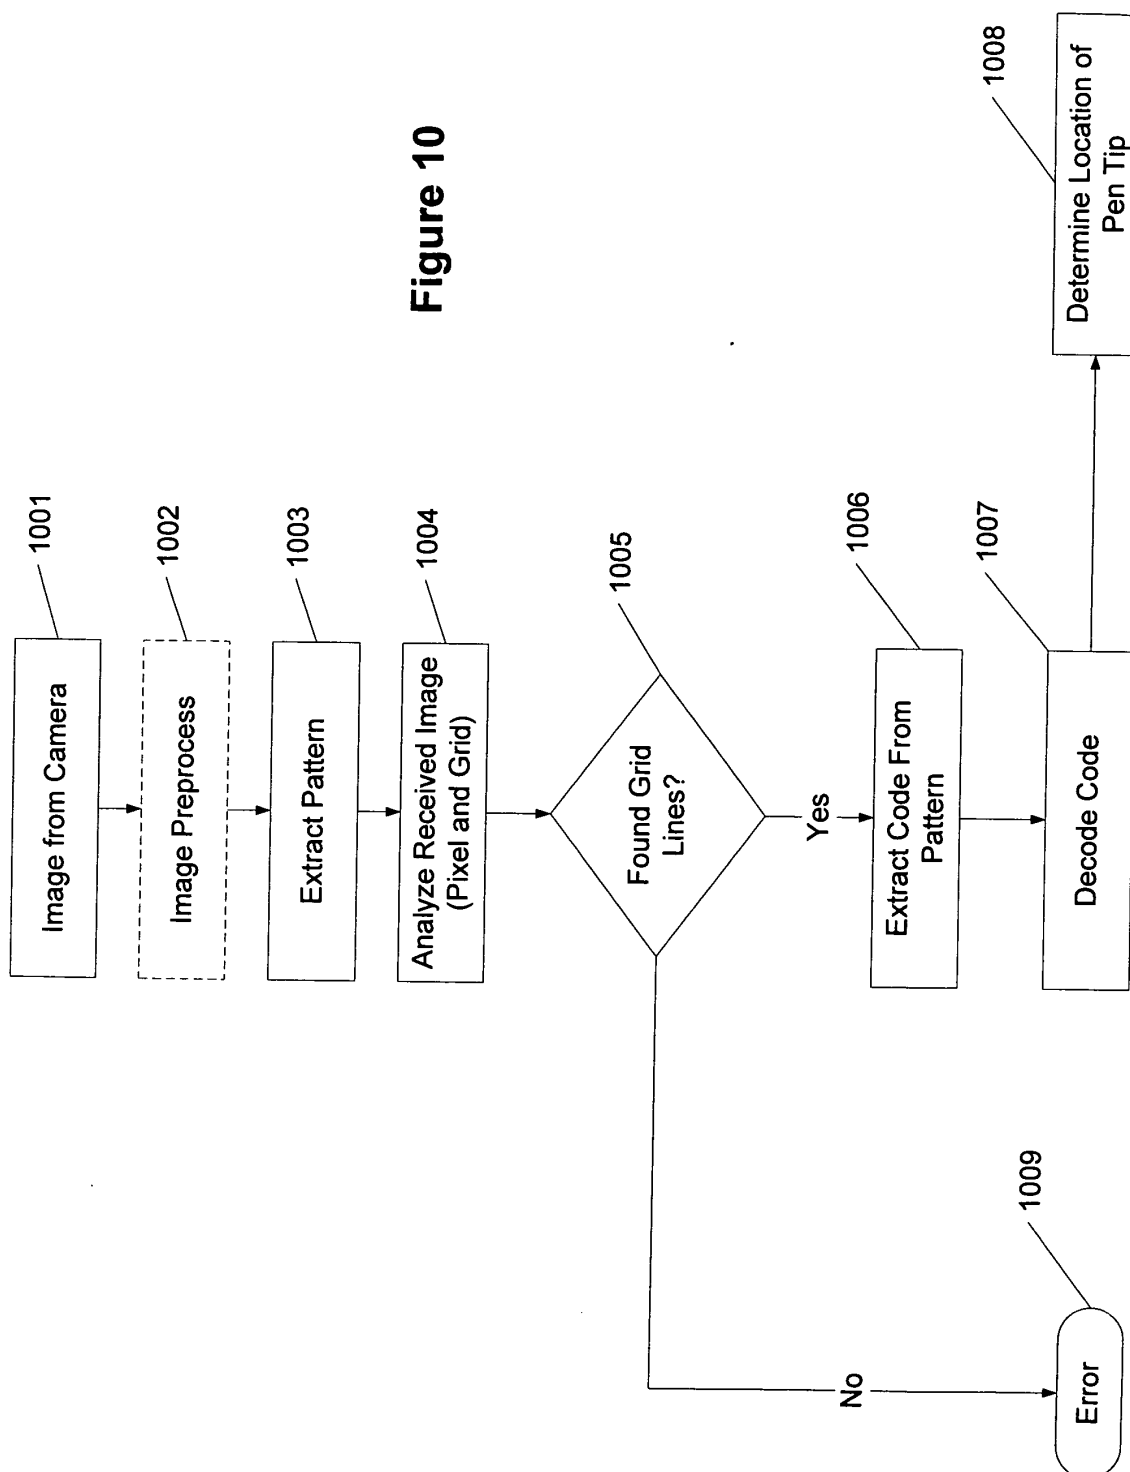 Figure 10
1001
Image from Camera
1002
Image Preprocess
1003
Extract Pattern
1004
Analyze Received Image
(Pixel and Grid)
1005
Found Grid
Lines?
No
Yes
1006
Extract Code From
Pattern
1007
Decode Code
1008
Determine Location of
Pen Tip
1009
Error